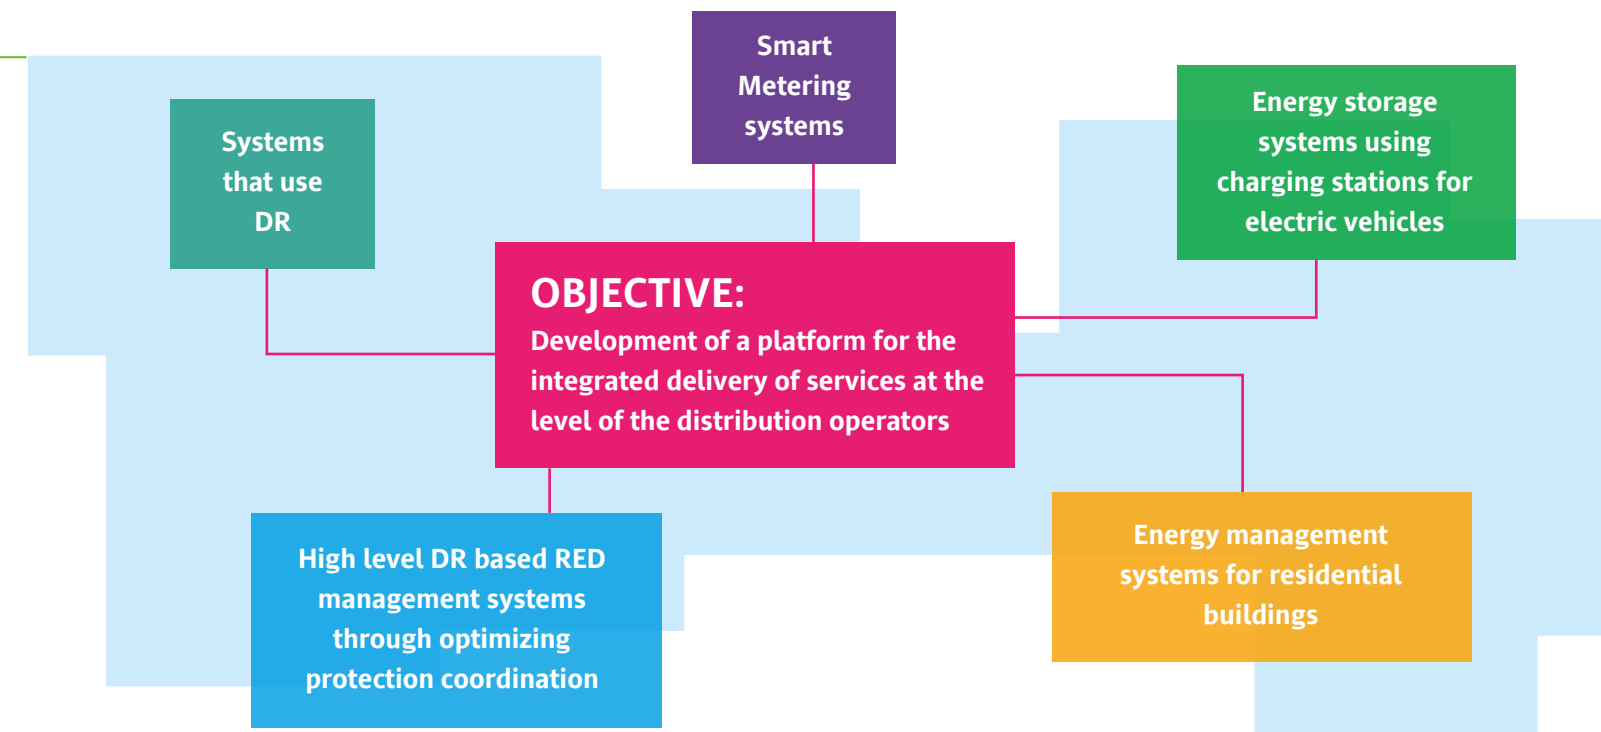 Smart
Metering
systems
Systems
that use
DR
Energy storage
systems using
charging stations for
electric vehicles
OBJECTIVE:
Development of a platform for the
integrated delivery of services at the
level of the distribution operators
High level DR based RED
management systems
through optimizing
protection coordination
Energy management
systems for residential
buildings